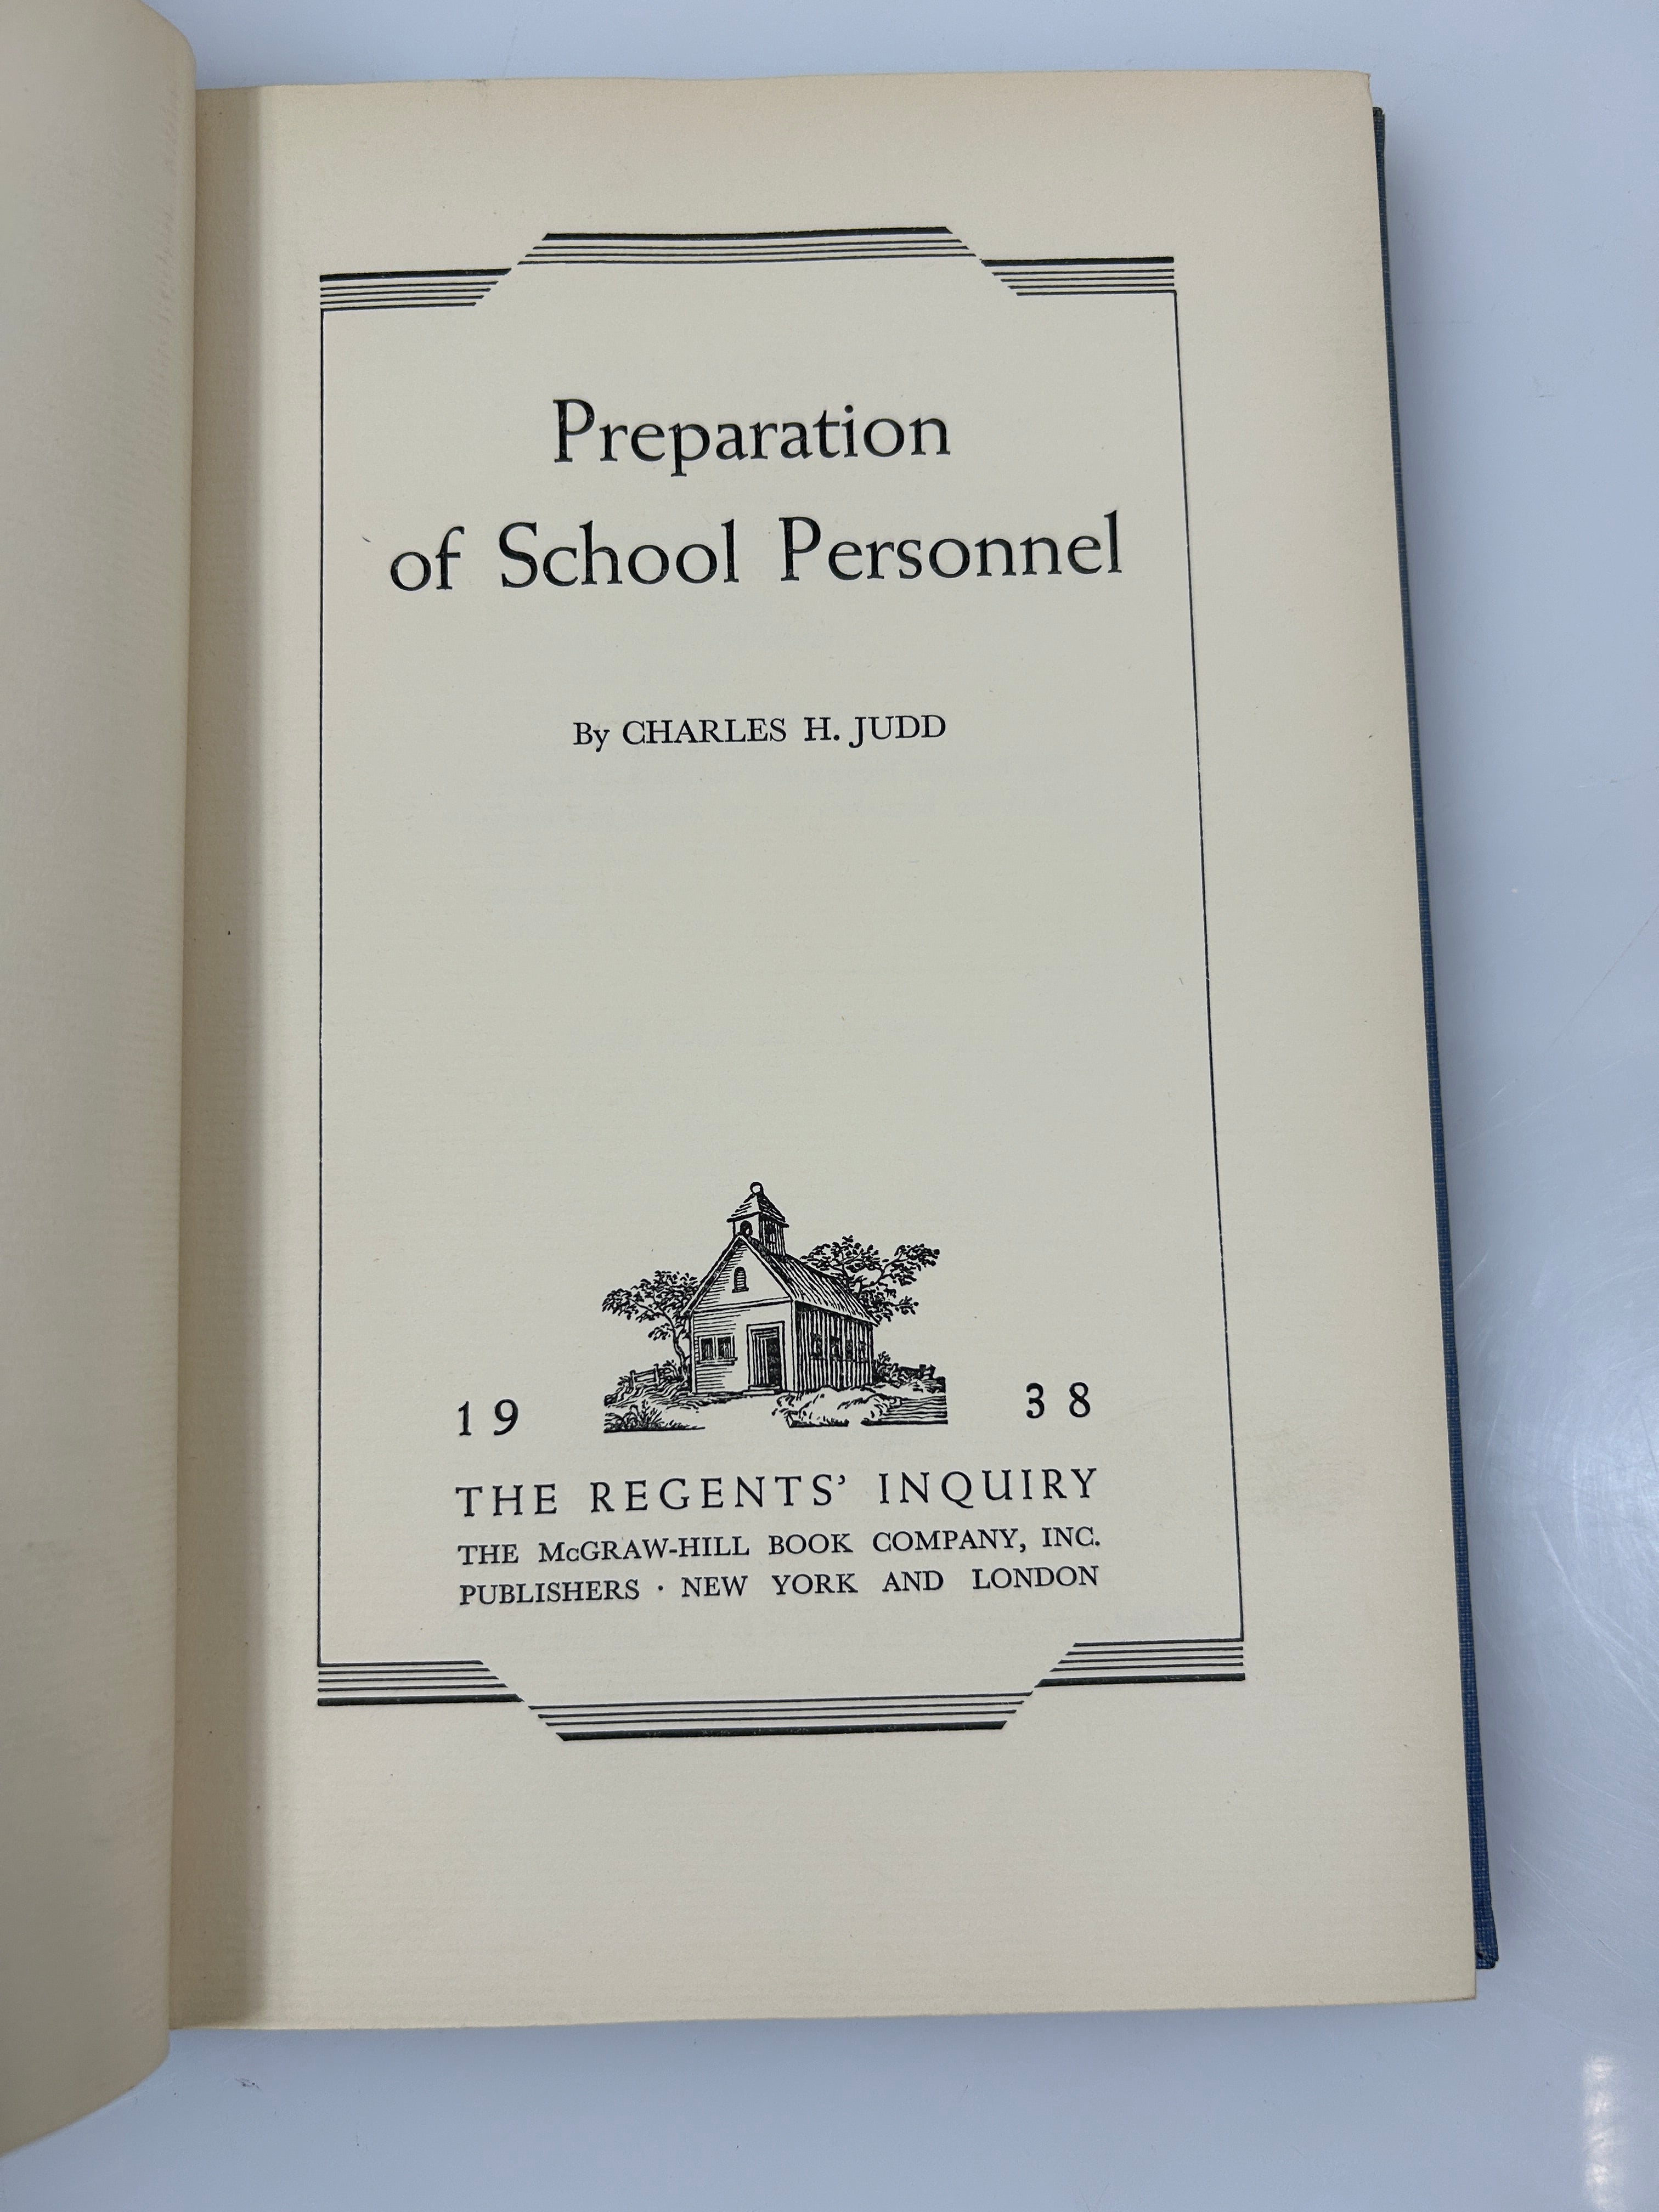 Preparation
of School Personnel
By CHARLES H. JUDD
19 38
THE REGENTS' INQUIRY
THE McGRAW-HILL BOOK COMPANY, INC.
PUBLISHERS · NEW YORK AND LONDON